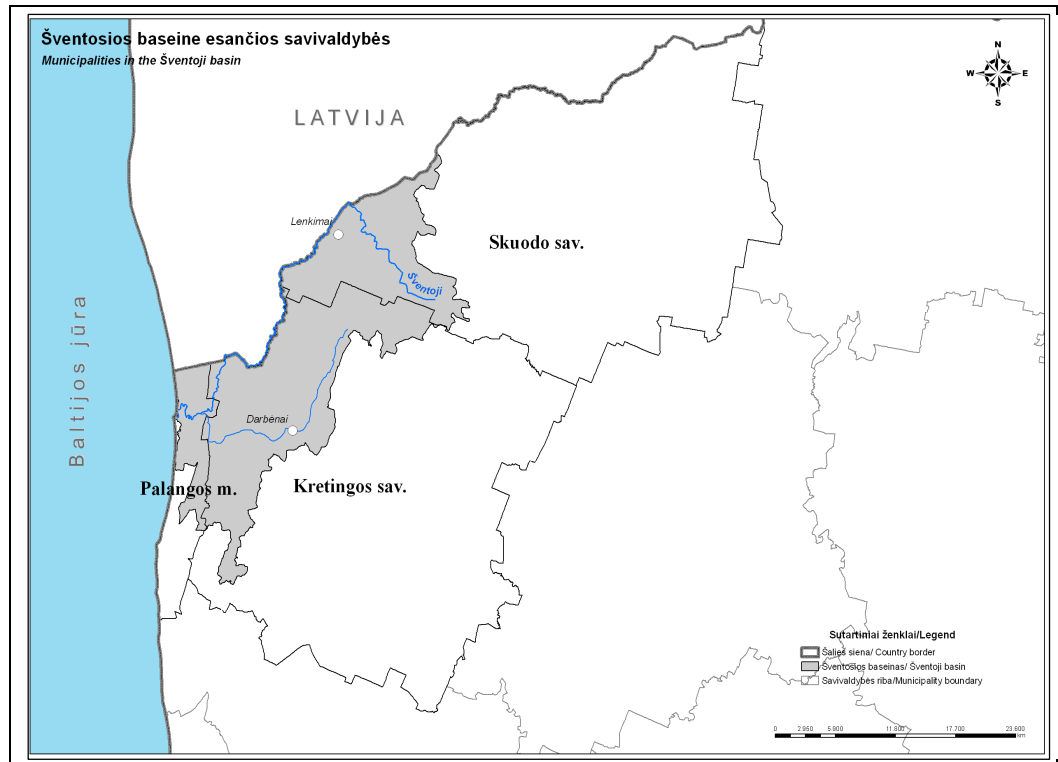 Šventosios baseine esančios savivaldybės
Municipalities in the Šventoji basin
N
W E
S
LATVIJA
Lenkimai
Skuodo sav.
Šventoji
Baltijos jūra
Darbėnai
Palangos m.
Kretingos sav.
Sutartiniai ženklai/Legend
Šalies siena/ Country border
Šventosios baseinas/ Šventoji basin
Savivaldybės riba/Municipality boundary
0 2.950 5.900 11.800 17.700 23.600
km